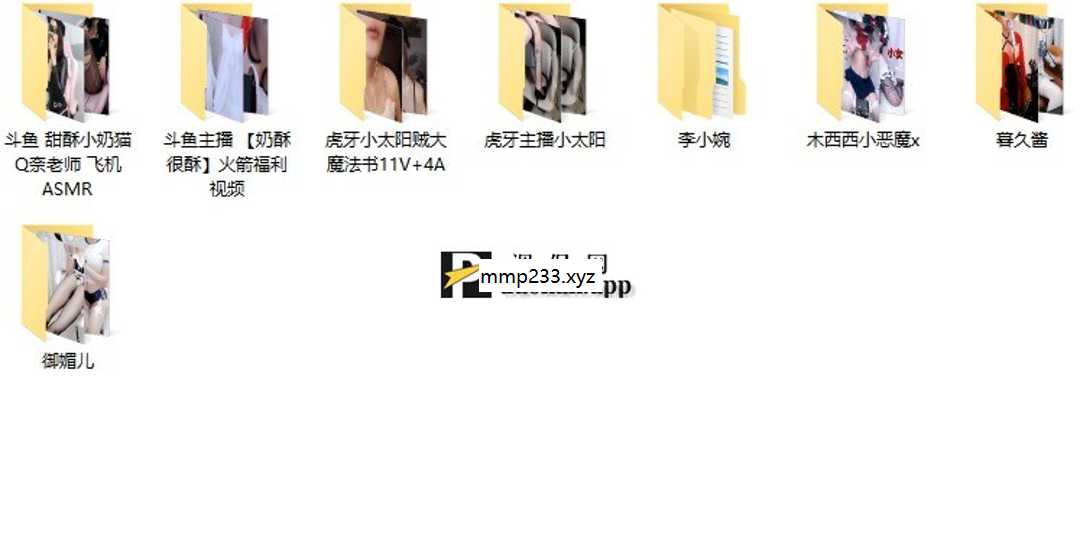 斗鱼 甜酥小奶猫
Q奈老师 飞机
ASMR
斗鱼主播 【奶酥
很酥】火箭福利
视频
虎牙小太阳贼大
魔法书11V+4A
虎牙主播小太阳
李小婉
木西西小恶魔x
暮久酱
小女
mmp233.xyz
御媚儿